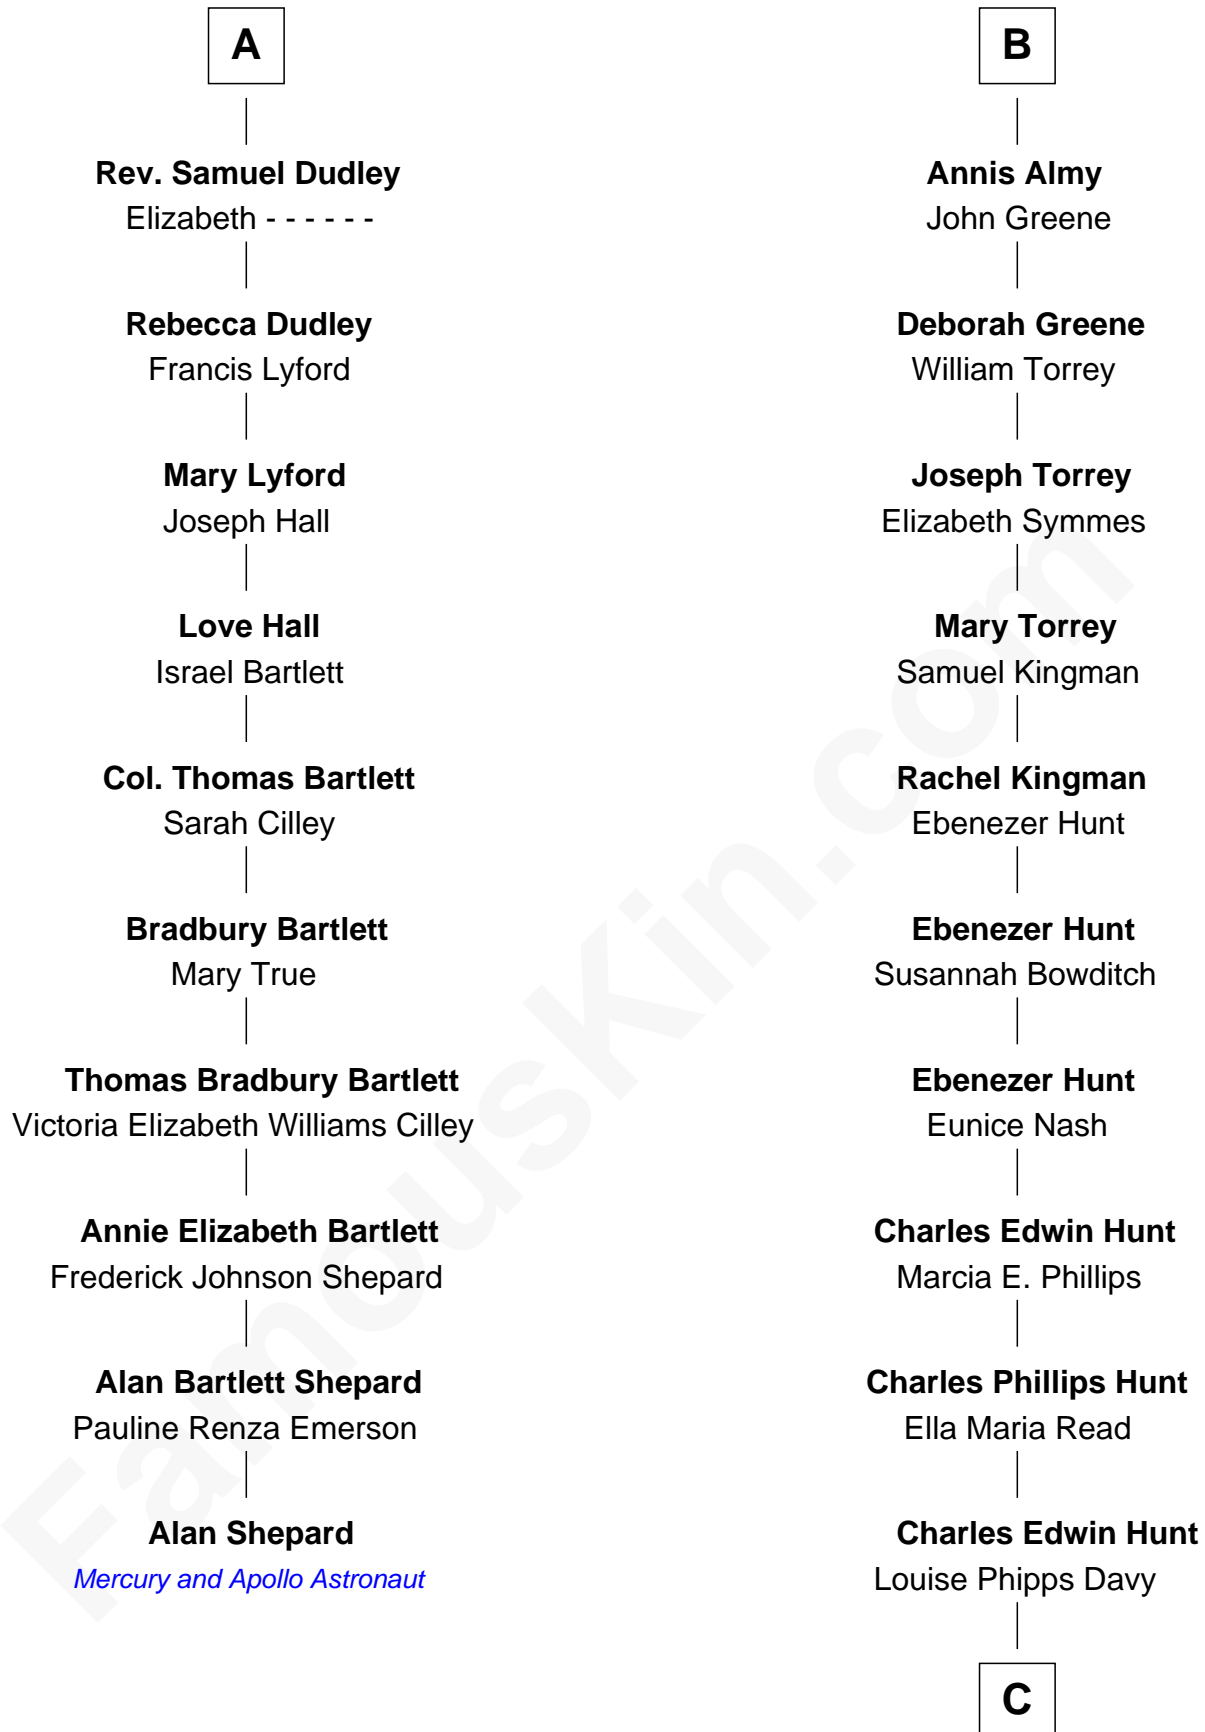 A
Rev. Samuel Dudley
Elizabeth - - - - - -
Rebecca Dudley
Francis Lyford
Mary Lyford
Joseph Hall
Love Hall
Israel Bartlett
Col. Thomas Bartlett
Sarah Cilley
Bradbury Bartlett
Mary True
Thomas Bradbury Bartlett
Victoria Elizabeth Williams Cilley
Annie Elizabeth Bartlett
Frederick Johnson Shepard
Alan Bartlett Shepard
Pauline Renza Emerson
Alan Shepard
Mercury and Apollo Astronaut
B
Annis Almy
John Greene
Deborah Greene
William Torrey
Joseph Torrey
Elizabeth Symmes
Mary Torrey
Samuel Kingman
Rachel Kingman
Ebenezer Hunt
Ebenezer Hunt
Susannah Bowditch
Ebenezer Hunt
Eunice Nash
Charles Edwin Hunt
Marcia E. Phillips
Charles Phillips Hunt
Ella Maria Read
Charles Edwin Hunt
Louise Phipps Davy
C
FamousKin.com